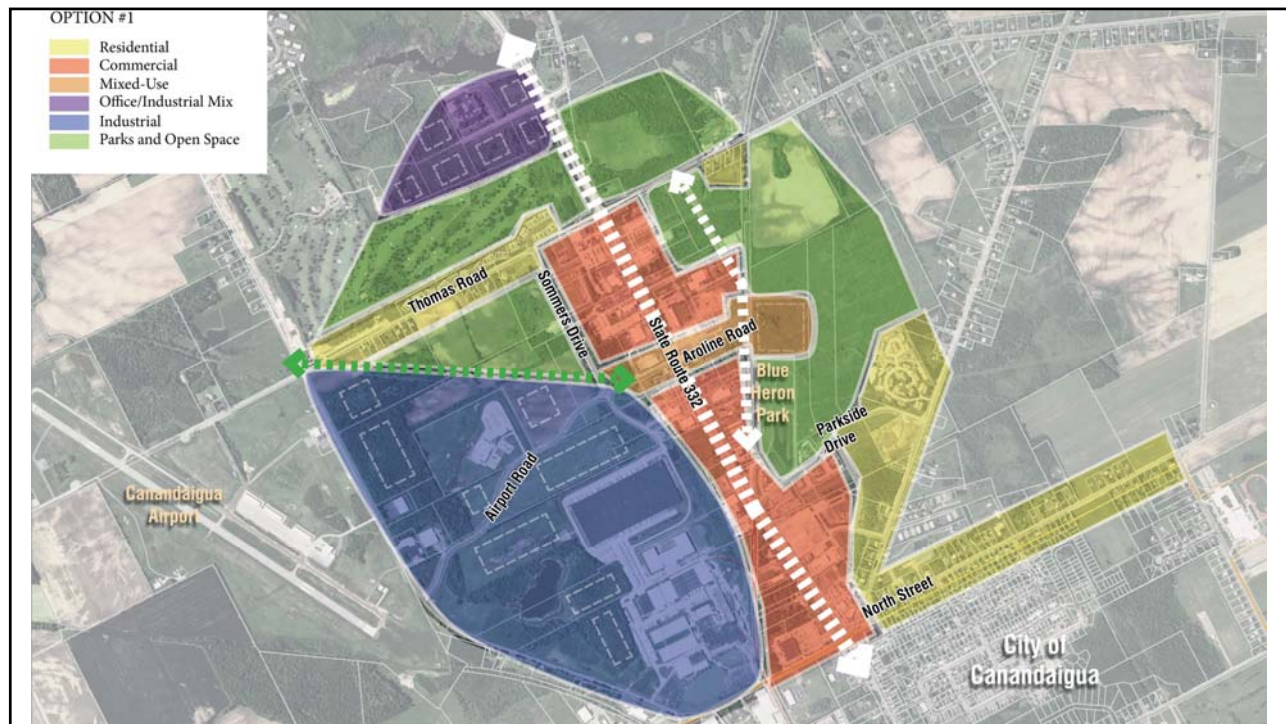 OPTION #1
Residential
Commercial
Mixed-Use
Office/Industrial Mix
Industrial
Parks and Open Space
Thomas Road
Sommers Drive
State Route 332
Aroline Road
Blue
Heron
Park
Parkside
Drive
Airport Road
Canandaigua
Airport
North Street
City of
Canandaigua